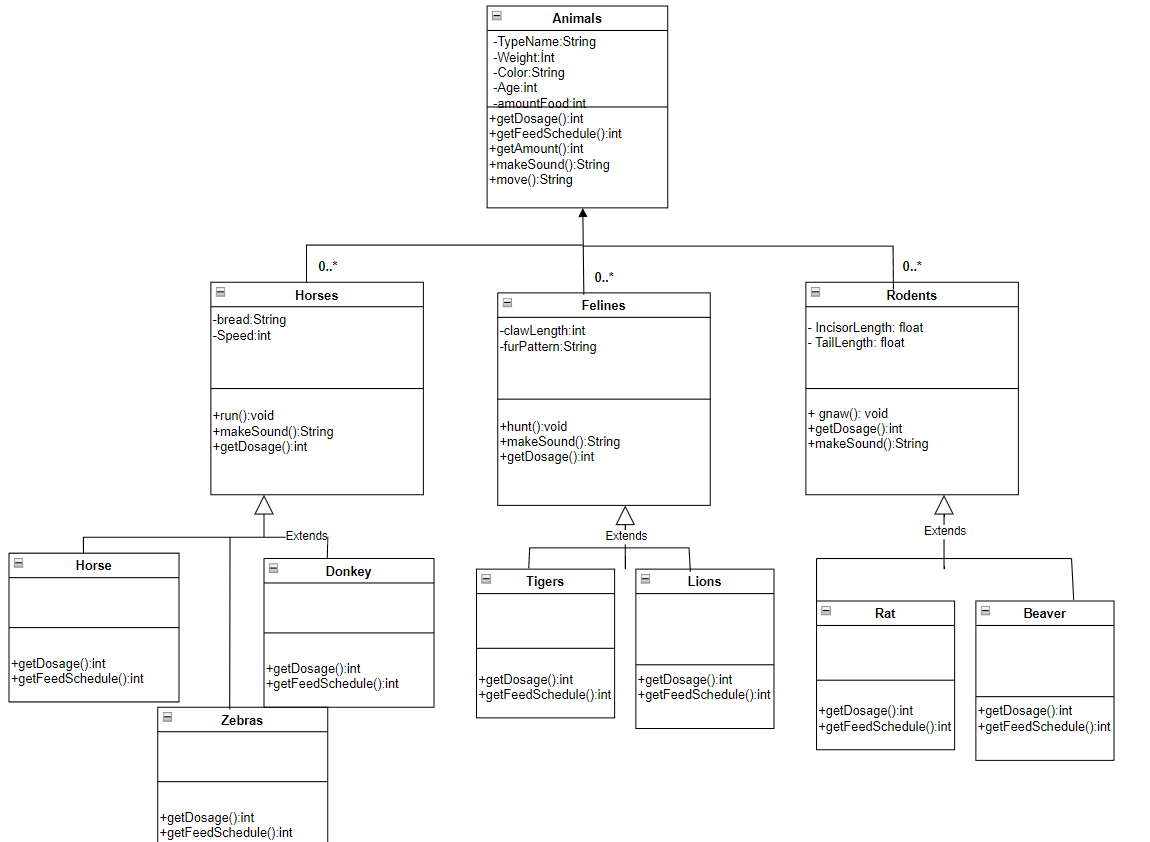 Animals
-TypeName:String
-Weight:Int
-Color:String
-Age:int
-amountFood:int
+getDosage():int
+getFeedSchedule():int
+getAmount():int
+makeSound():String
+move():String
0..*
0..*
0..*
Horses
-bread:String
-Speed:int
+run():void
+makeSound():String
+getDosage():int
Felines
-clawLength:int
-furPattern:String
+hunt():void
+makeSound():String
+getDosage():int
Rodents
- IncisorLength: float
- TailLength: float
+ gnaw(): void
+getDosage():int
+makeSound():String
Extends
Extends
Extends
Horse
+getDosage():int
+getFeedSchedule():int
Donkey
+getDosage():int
+getFeedSchedule():int
Zebras
+getDosage():int
+getFeedSchedule():int
Tigers
+getDosage():int
+getFeedSchedule():int
Lions
+getDosage():int
+getFeedSchedule():int
Rat
+getDosage():int
+getFeedSchedule():int
Beaver
+getDosage():int
+getFeedSchedule():int